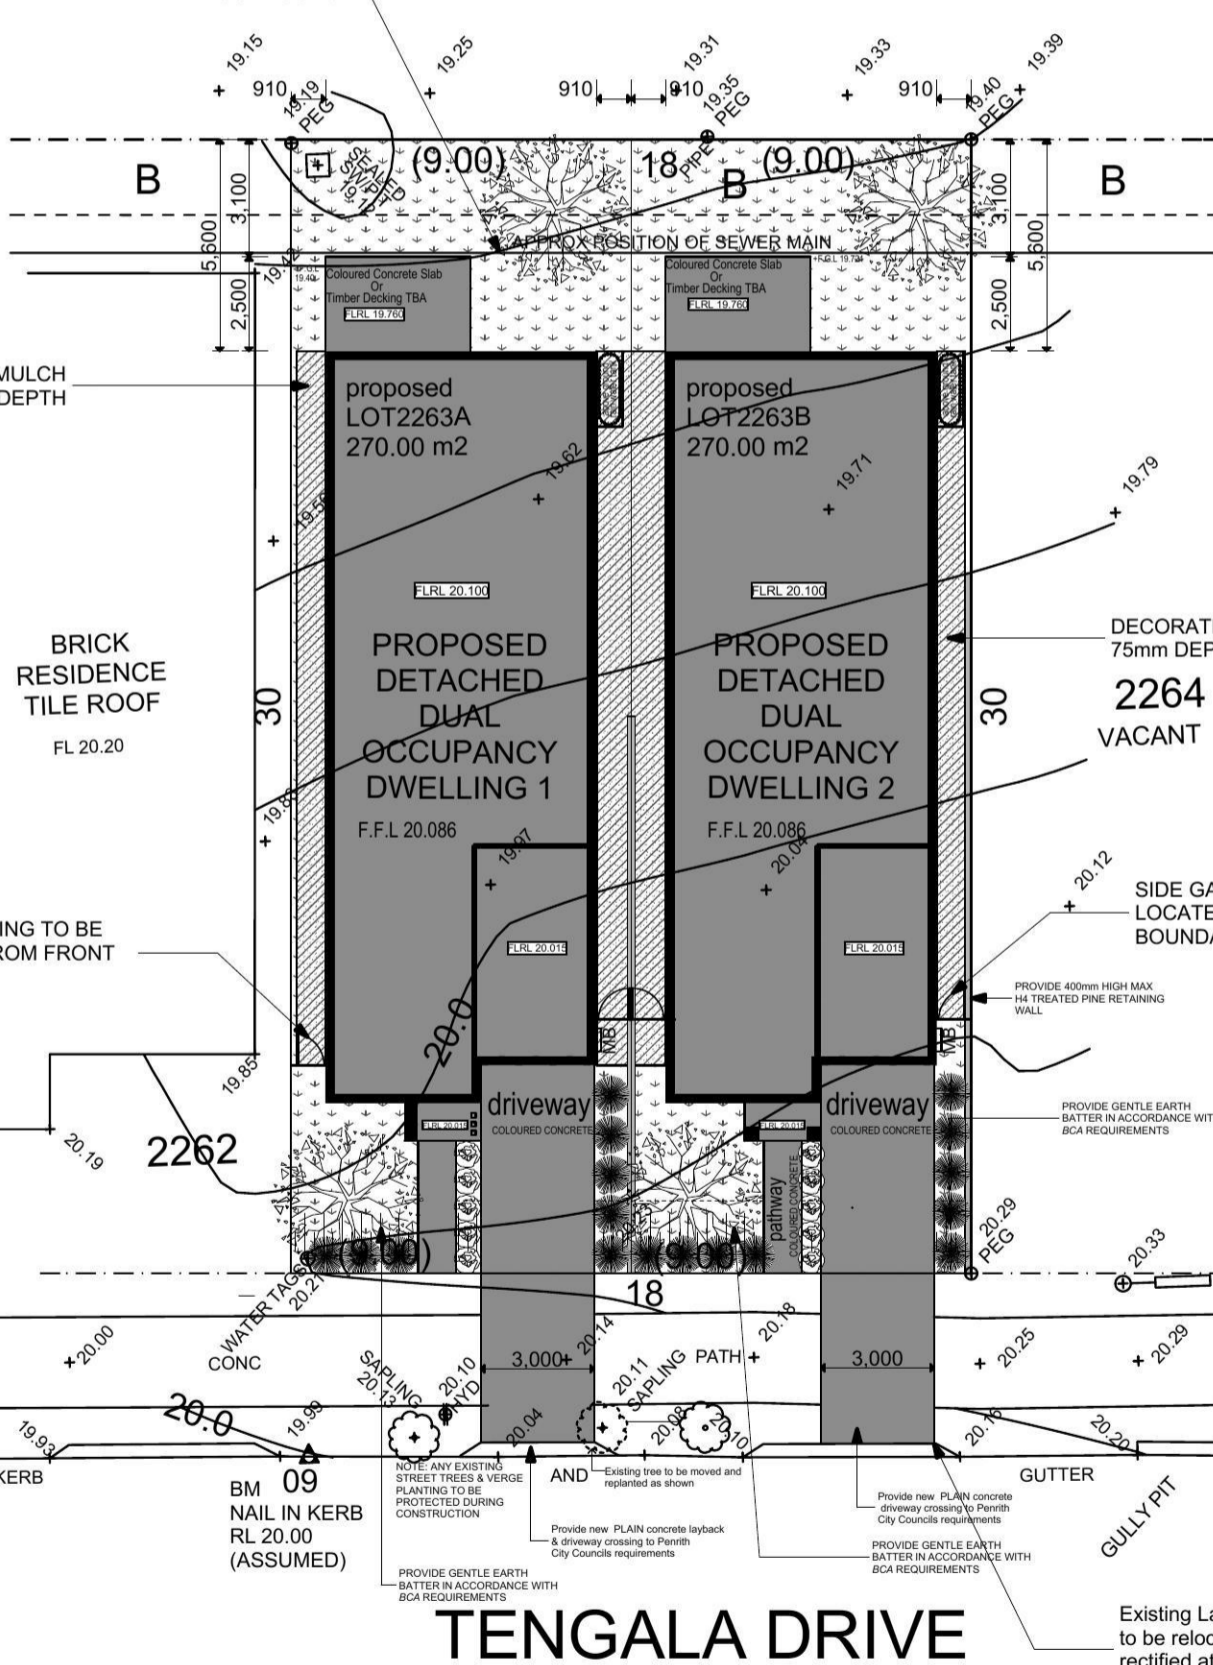 19.15
19.25
19.31
19.33
19.39
910
19.19
PEG
910
910
19.35
PIPE
910
19.40
PEG
B
SEALED
SWPIT
(9.00)
18
B
(9.00)
B
3,100
5,600
2,500
3,100
5,600
2,500
APPROX POSITION OF SEWER MAIN
19.42
Coloured Concrete Slab
Or
Timber Decking TBA
FLRL 19.760
Coloured Concrete Slab
Or
Timber Decking TBA
FLRL 19.760
MULCH
DEPTH
proposed
LOT2263A
270.00 m2
proposed
LOT2263B
270.00 m2
19.62
19.71
19.79
19.56
FLRL 20.100
FLRL 20.100
BRICK
RESIDENCE
TILE ROOF
FL 20.20
30
PROPOSED
DETACHED
DUAL
OCCUPANCY
DWELLING 1
F.F.L 20.086
PROPOSED
DETACHED
DUAL
OCCUPANCY
DWELLING 2
F.F.L 20.086
30
DECORATI
75mm DEP
2264
VACANT
19.97
20.04
20.12
SIDE GA
LOCATE
BOUNDA
ING TO BE
ROM FRONT
FLRL 20.015
FLRL 20.015
PROVIDE 400mm HIGH MAX
H4 TREATED PINE RETAINING
WALL
20.0
MB
MB
19.85
20.19
2262
driveway
COLOURED CONCRETE
driveway
COLOURED CONCRETE
FLRL 20.015
FLRL 20.015
PROVIDE GENTLE EARTH
BATTER IN ACCORDANCE WIT
BCA REQUIREMENTS
pathway
COLOURED CONCRETE
(9.00)
20.23
(9.00)
20.29
PEG
20.33
WATER TAGS
20.21
18
20.00
CONC
SAPLING
20.13
20.10
HYD
3,000
20.14
20.11
SAPLING
PATH
20.18
3,000
20.25
20.29
20.0
19.99
19.93
20.04
20.08
20.10
20.16
20.20
KERB
BM 09
NAIL IN KERB
RL 20.00
(ASSUMED)
NOTE: ANY EXISTING
STREET TREES & VERGE
PLANTING TO BE
PROTECTED DURING
CONSTRUCTION
AND
Existing tree to be moved and
replanted as shown
GUTTER
GULLY PIT
Provide new PLAIN concrete layback
& driveway crossing to Penrith
City Councils requirements
Provide new PLAIN concrete
driveway crossing to Penrith
City Councils requirements
PROVIDE GENTLE EARTH
BATTER IN ACCORDANCE WITH
BCA REQUIREMENTS
PROVIDE GENTLE EARTH
BATTER IN ACCORDANCE WITH
BCA REQUIREMENTS
TENGALA DRIVE
Existing La
to be reloc
rectified at